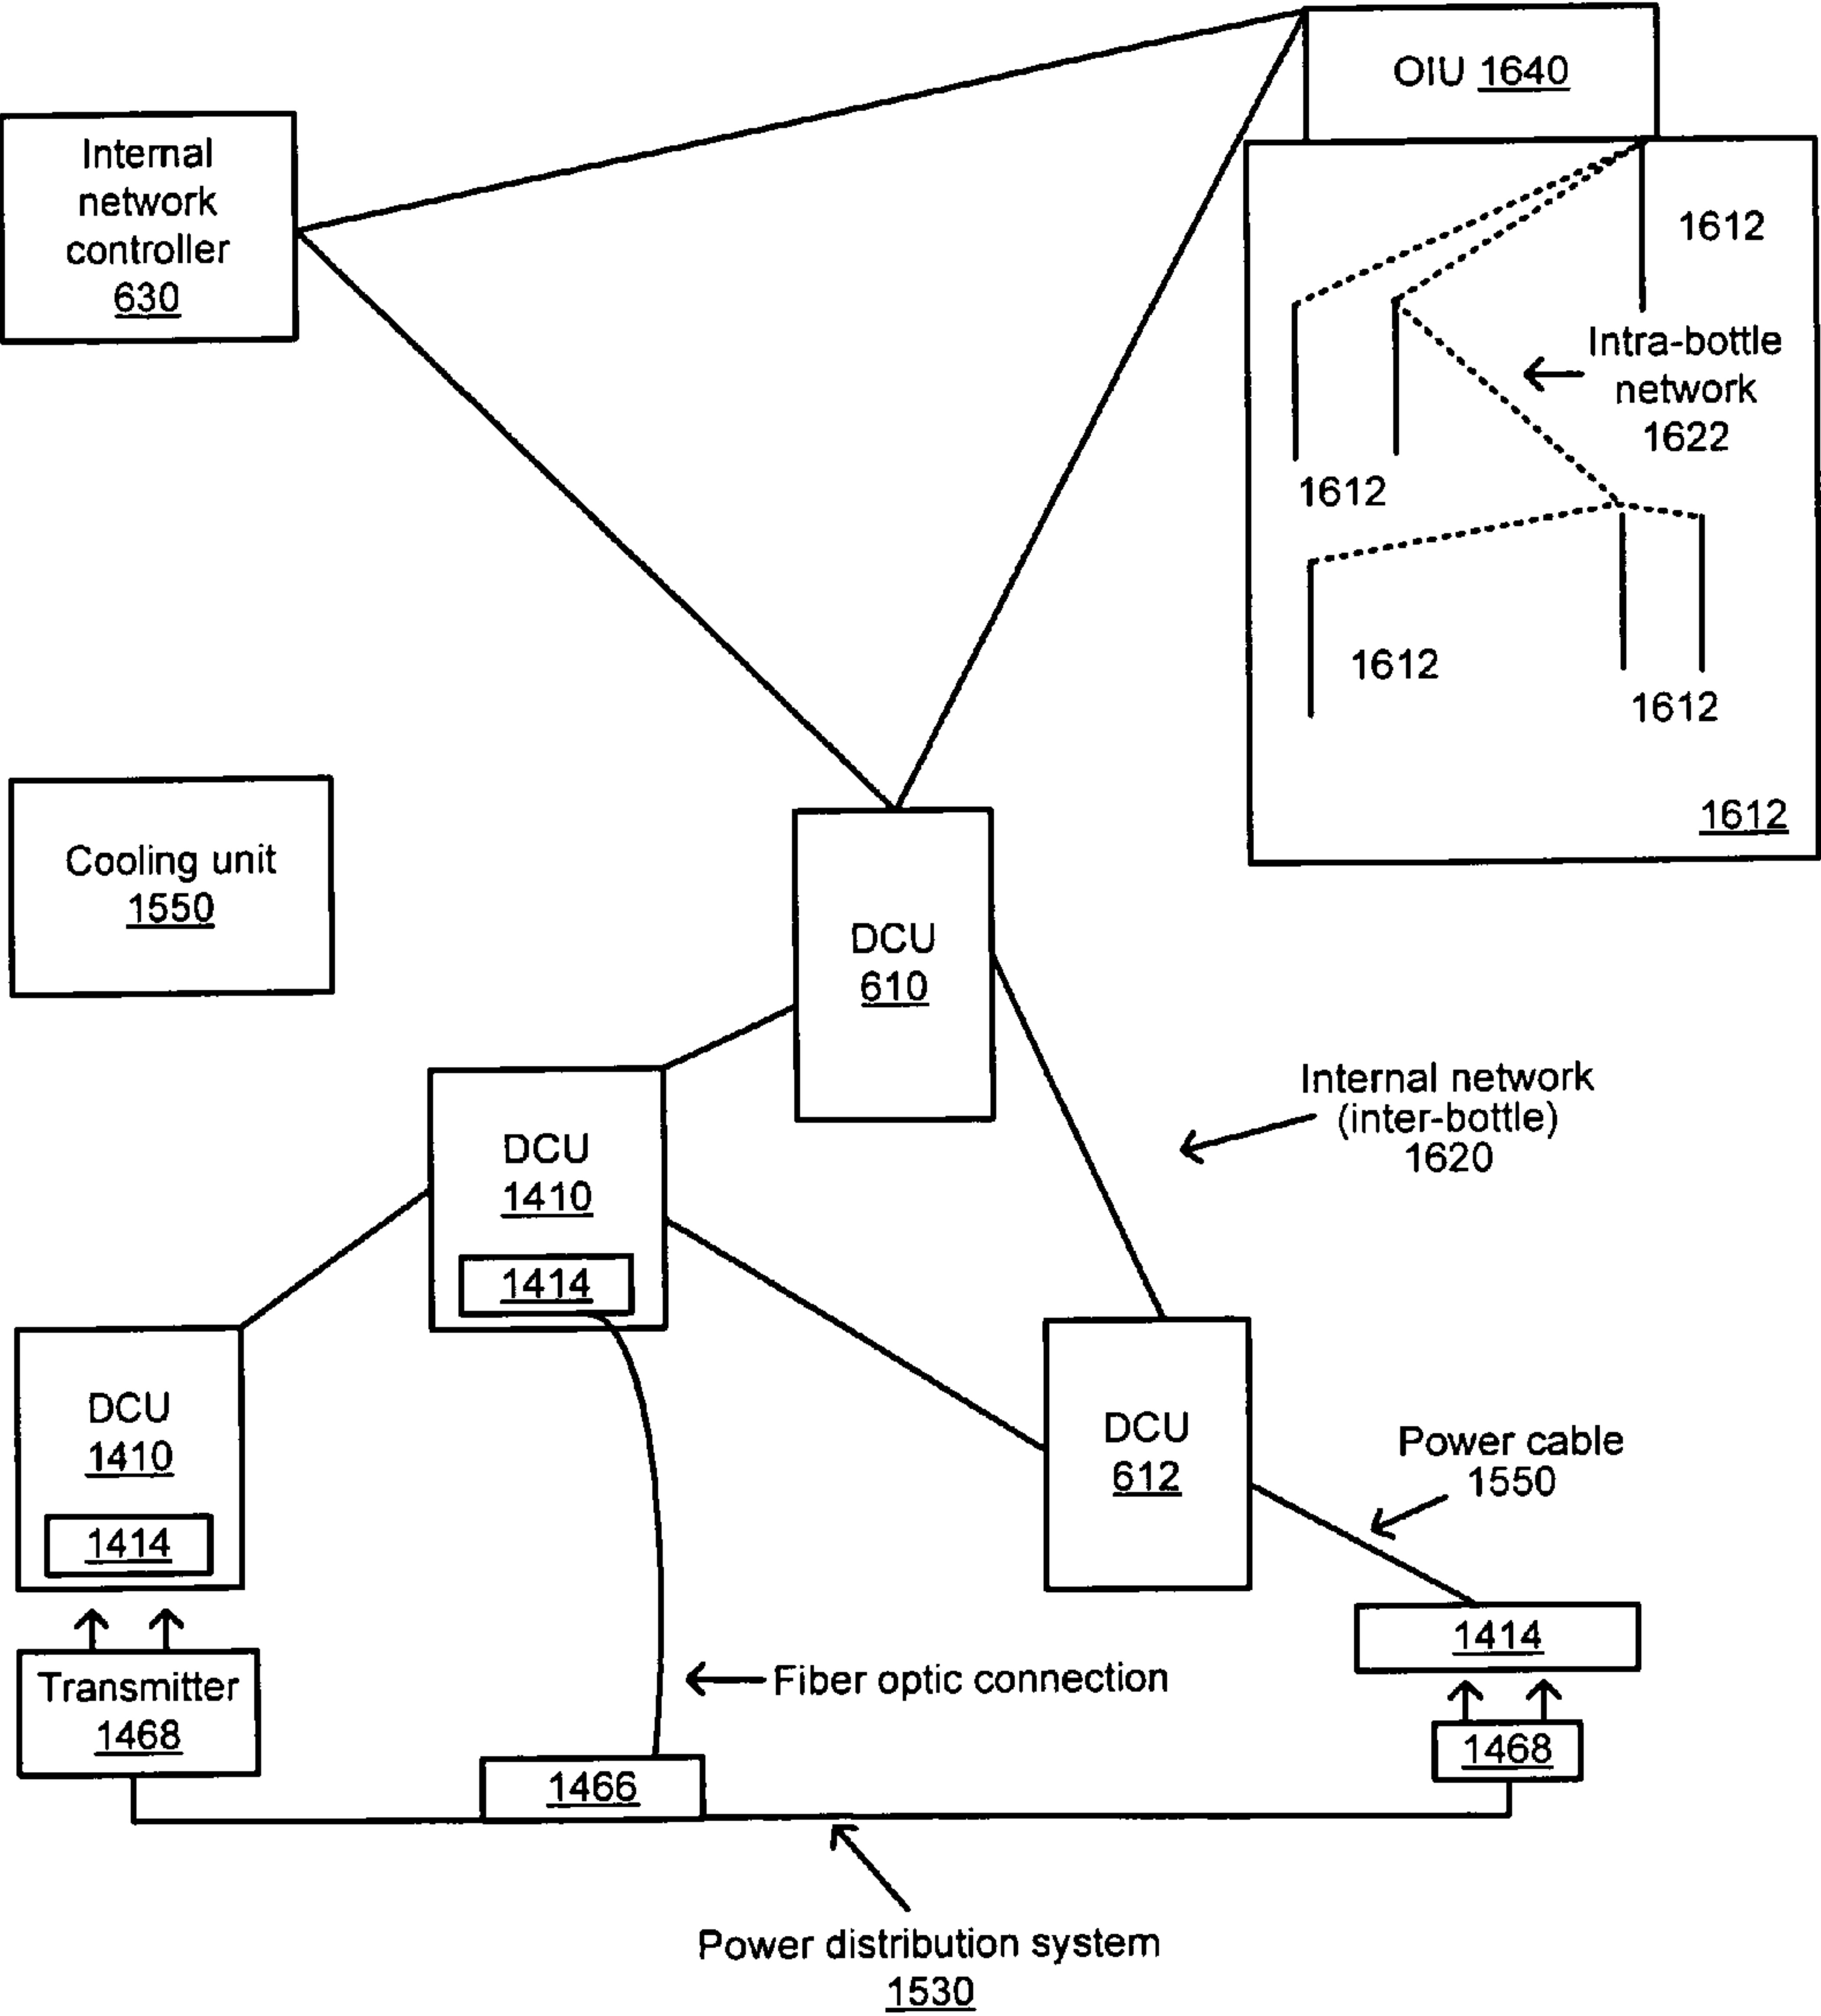 OIU 1640
Internal
network
controller
630
1612
Intra-bottle
network
1622
1612
1612
1612
1612
Cooling unit
1550
DCU
610
Internal network
(inter-bottle)
1620
DCU
1410
1414
DCU
1410
1414
DCU
612
Power cable
1550
1414
Transmitter
1468
Fiber optic connection
1468
1466
Power distribution system
1530